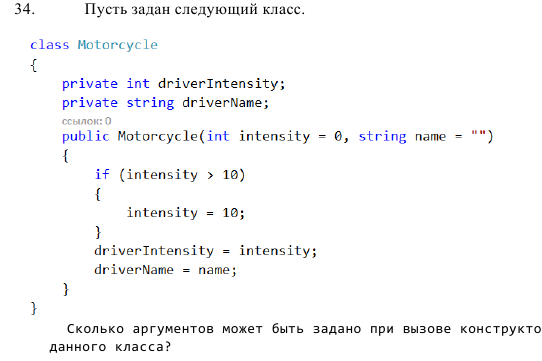 34. Пусть задан следующий класс.
class Motorcycle
{
private int driverIntensity;
private string driverName;
ссылок: 0
public Motorcycle(int intensity = 0, string name = "")
{
if (intensity > 10)
{
intensity = 10;
}
driverIntensity = intensity;
driverName = name;
}
}
Сколько аргументов может быть задано при вызове конструкто
данного класса?